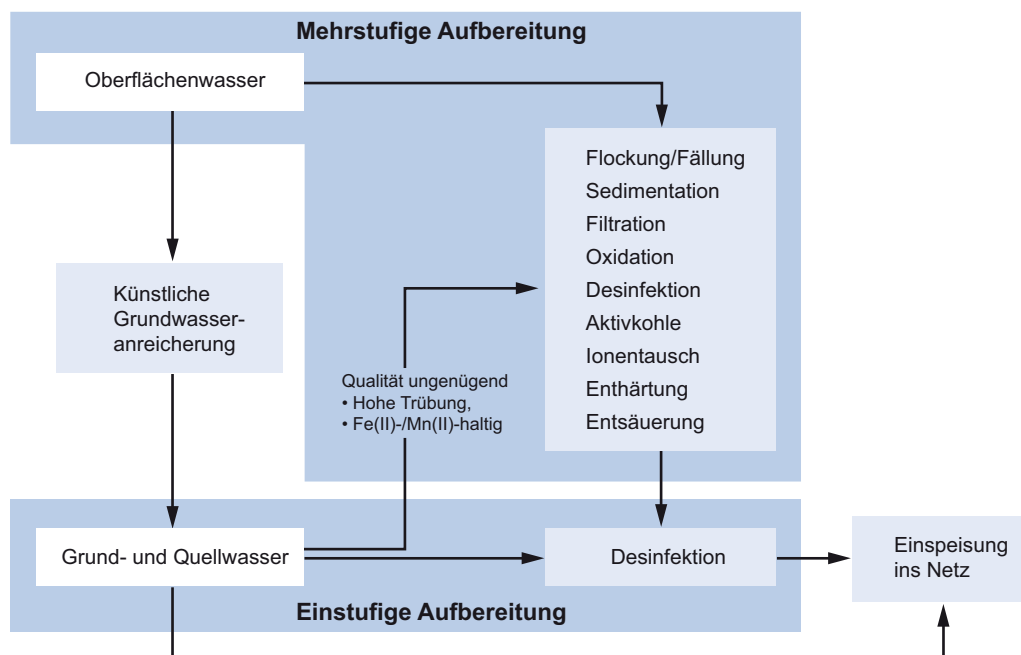 Mehrstufige Aufbereitung
Oberflächenwasser
Flockung/Fällung
Sedimentation
Filtration
Oxidation
Desinfektion
Aktivkohle
Ionentausch
Enthärtung
Entsäuerung
Künstliche
Grundwasser-
anreicherung
Qualität ungenügend
• Hohe Trübung,
• Fe(II)-/Mn(II)-haltig
Grund- und Quellwasser
Desinfektion
Einspeisung
ins Netz
Einstufige Aufbereitung